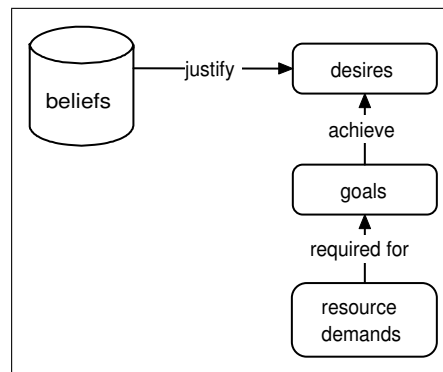 beliefs
justify
desires
achieve
goals
required for
resource
demands